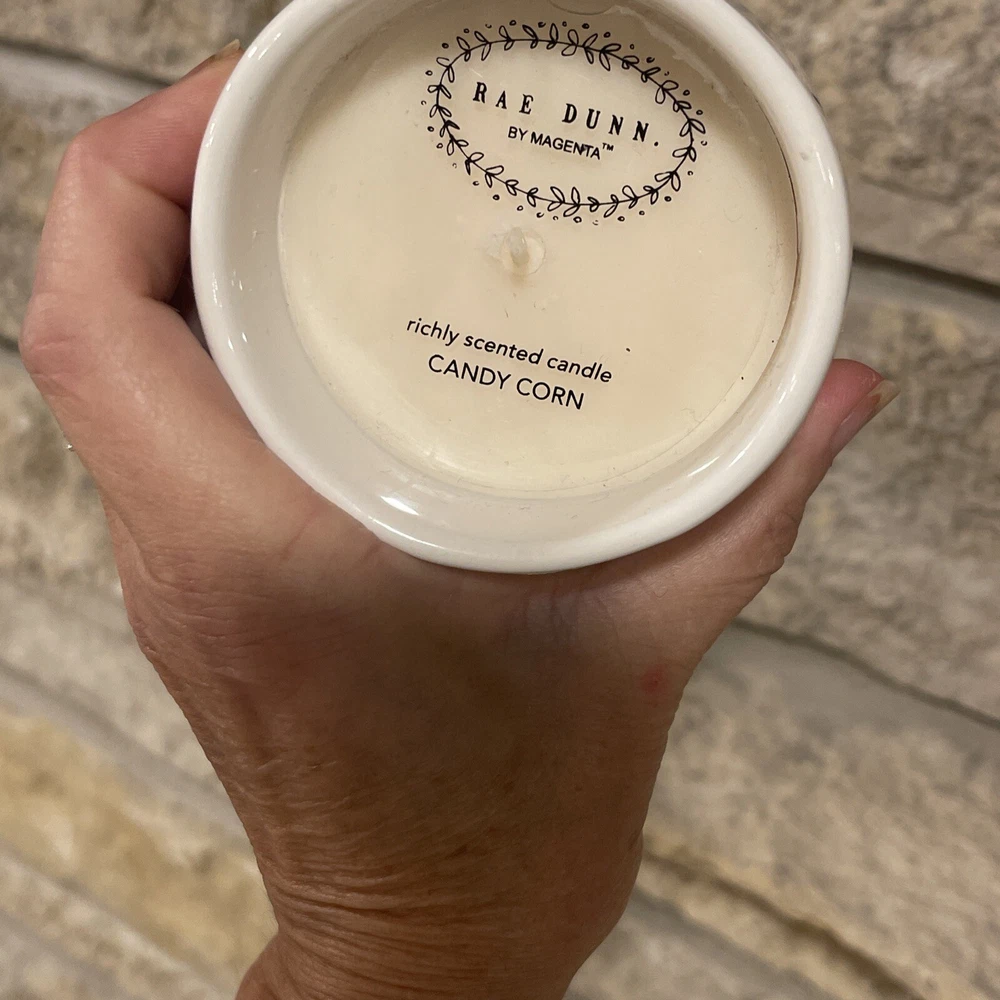 RAE DUNN.
BY MAGENTA™
richly scented candle
CANDY CORN